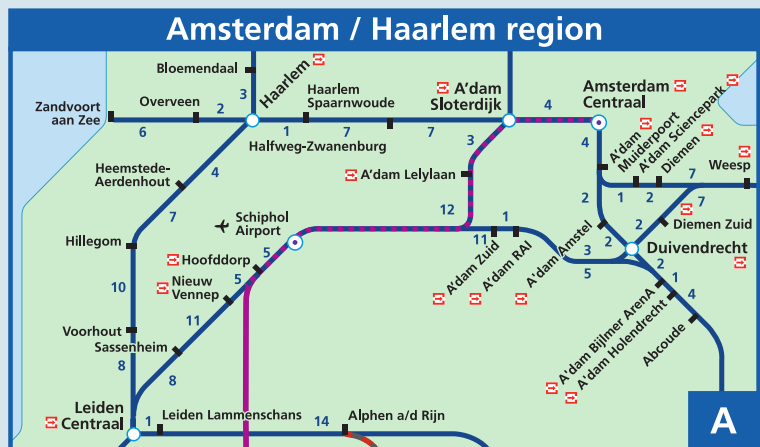 Amsterdam / Haarlem region
Bloemendaal
3
Haarlem
Haarlem
Spaarnwoude
A'dam
Sloterdijk
4
Amsterdam
Centraal
Zandvoort
aan Zee
Overveen
2
6
1
7
7
Halfweg-Zwanenburg
3
4
A'dam
Muiderpoort
A'dam Sciencepark
Diemen
Weesp
Heemstede-
Aerdenhout
4
A'dam Lelylaan
2
1
2
7
7
7
12
Schiphol
Airport
1
11
2
Diemen Zuid
Hillegom
5
Hoofddorp
A'dam Zuid
A'dam RAI
A'dam Amstel
3
2
Duivendrecht
5
2
1
4
10
5
Nieuw
Vennep
11
Voorhout
Sassenheim
A'dam Bijlmer ArenA
A'dam Holendrecht
Abcoude
8
8
Leiden
Centraal
1
Leiden Lammenschans
14
Alphen a/d Rijn
A